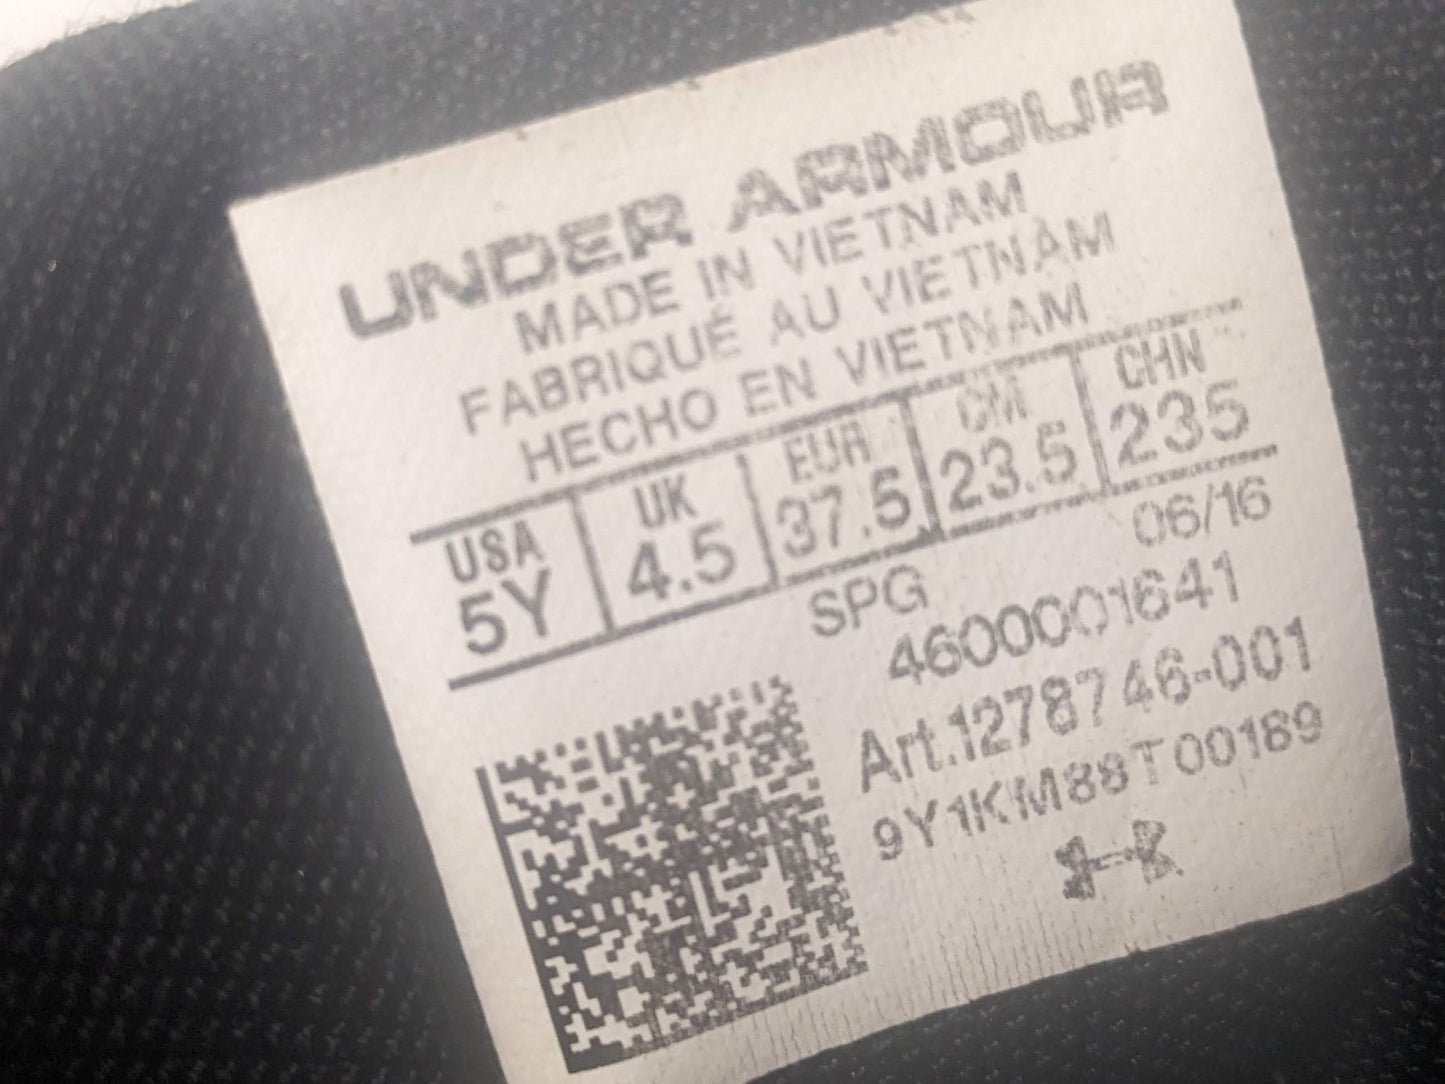 UNDER ARMOUR
MADE IN VIETNAM
FABRIQUÉ AU VIETNAM
HECHO EN VIETNAM
USA UK EUR CM CHN
5Y 4.5 37.5 23.5 235
SPG 06/16
4600001641
Art.1278746-001
9Y1KM88T00189